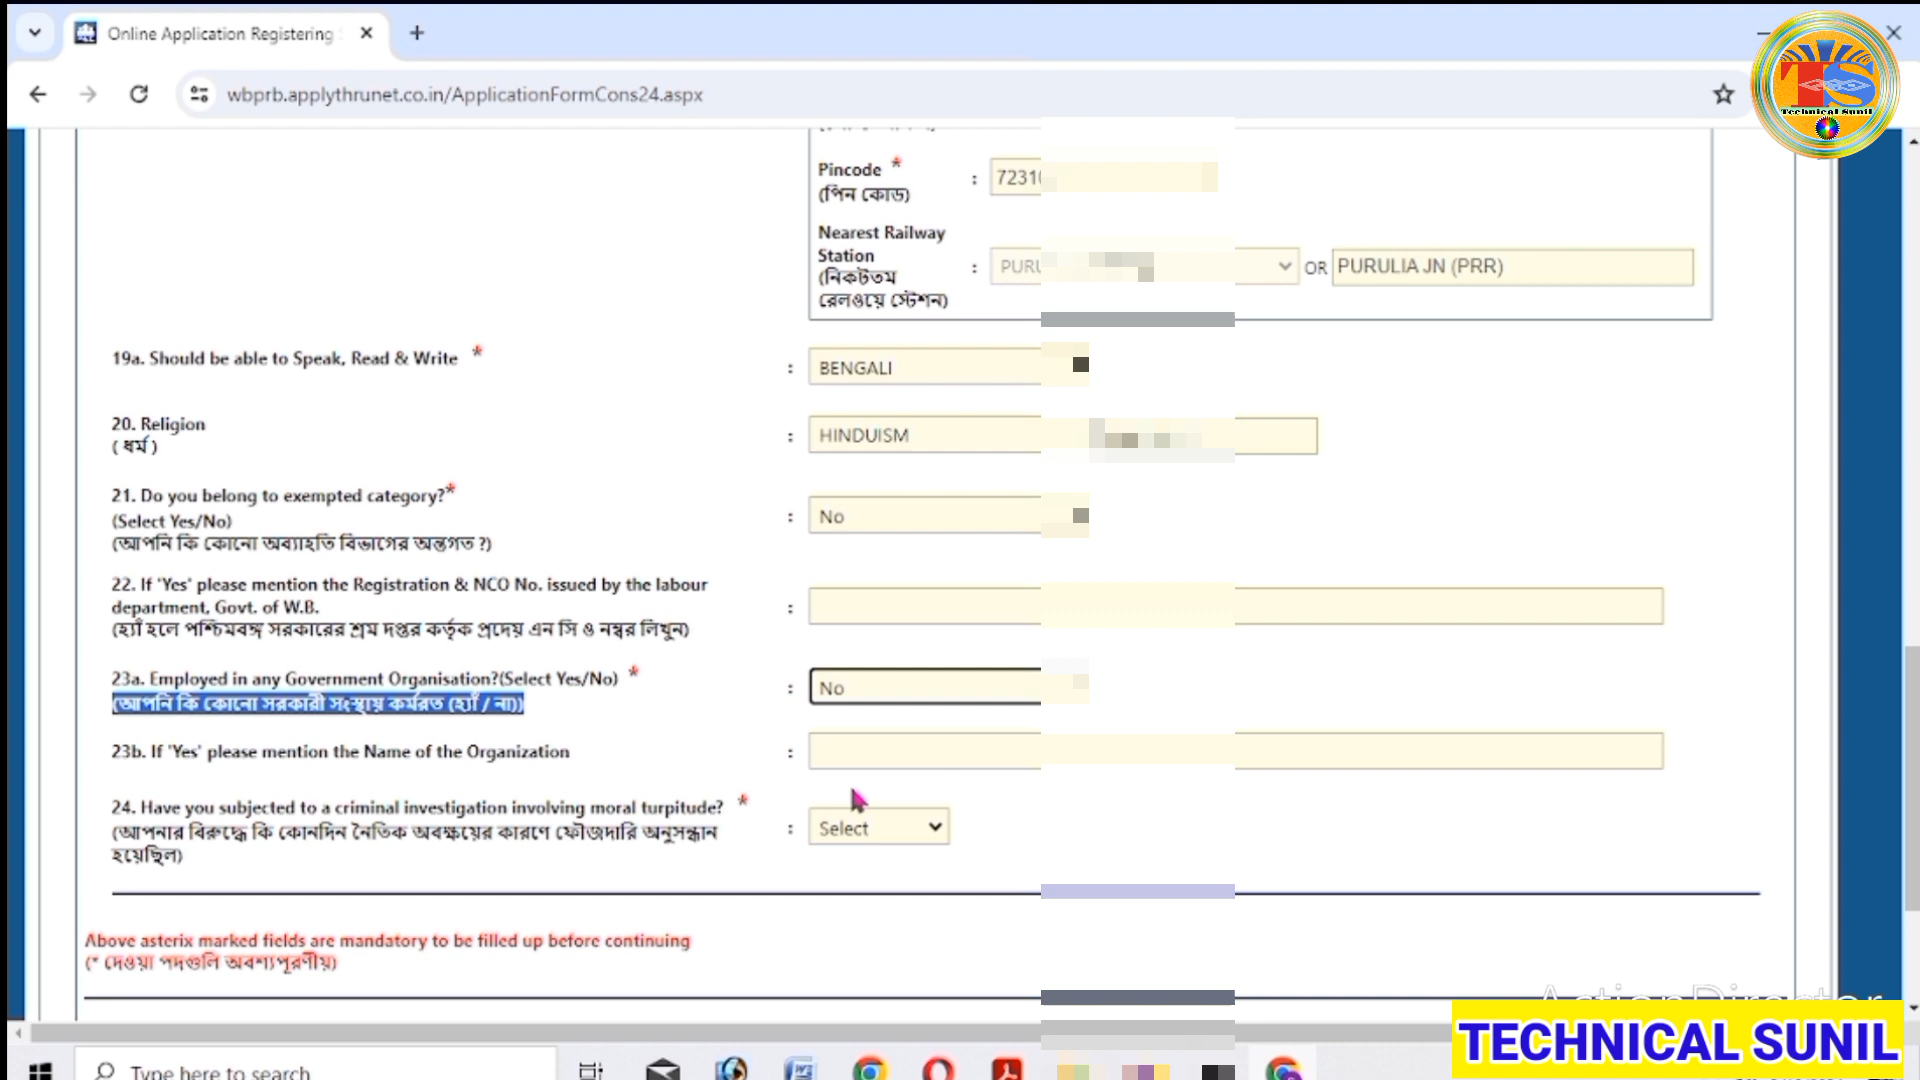 Online Application Registering
wbprb.applythrunet.co.in/ApplicationFormCons24.aspx
TS
Technical Sunil
Pincode *
(পিন কোড)
: 7231
Nearest Railway
Station
(নিকটতম
রেলওয়ে স্টেশন)
: PURU
OR PURULIA JN (PRR)
19a. Should be able to Speak, Read & Write *
: BENGALI
20. Religion
( ধর্ম )
: HINDUISM
21. Do you belong to exempted category?*
(Select Yes/No)
(আপনি কি কোনো অব্যাহতি বিভাগের অন্তগত ?)
: No
22. If 'Yes' please mention the Registration & NCO No. issued by the labour
department, Govt. of W.B.
(হ্যাঁ হলে পশ্চিমবঙ্গ সরকারের শ্রম দপ্তর কর্তৃক প্রদেয় এন সি ও নম্বর লিখুন)
:
23a. Employed in any Government Organisation?(Select Yes/No) *
(আপনি কি কোনো সরকারী সংস্থায় কর্মরত (হ্যাঁ / না))
: No
23b. If 'Yes' please mention the Name of the Organization
:
24. Have you subjected to a criminal investigation involving moral turpitude? *
(আপনার বিরুদ্ধে কি কোনদিন নৈতিক অবক্ষয়ের কারণে ফৌজদারি অনুসন্ধান
হয়েছিল)
: Select
Above asterix marked fields are mandatory to be filled up before continuing
(* দেওয়া পদগুলি অবশ্যপূরণীয়)
TECHNICAL SUNIL
Type here to search